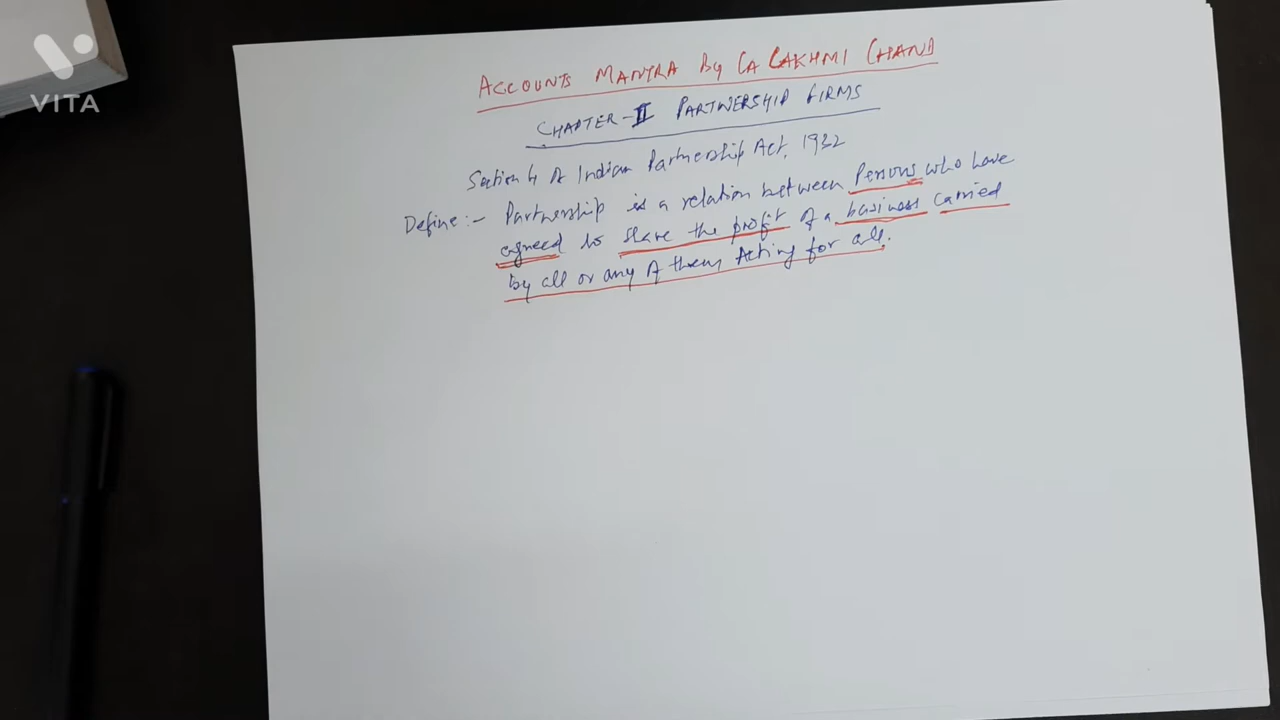 VITA
ACCOUNTS MANTRA By CA LAKHMI CHAND
CHAPTER-II PARTNERSHIP FIRMS
Section 4 of Indian Partnership Act, 1932
Define:- Partnership is a relation between Persons who have
agreed to share the profit of a business carried
by all or any of them Acting for all.